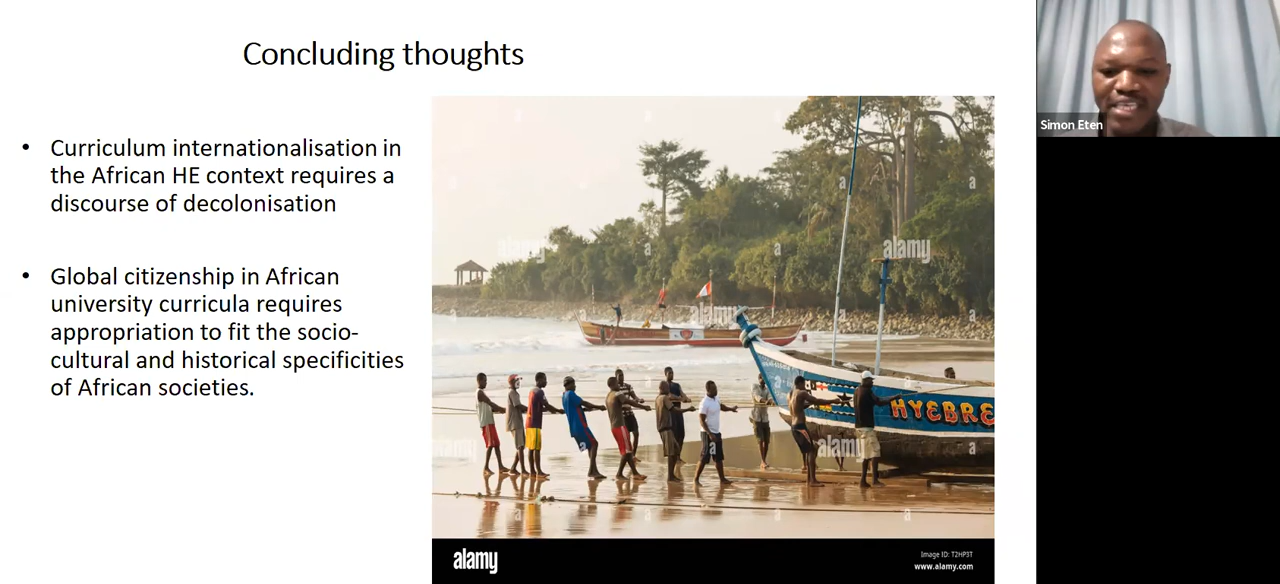 Concluding thoughts
• Curriculum internationalisation in
the African HE context requires a
discourse of decolonisation
• Global citizenship in African
university curricula requires
appropriation to fit the socio-
cultural and historical specificities
of African societies.
alamy
a
HYEBRE
alamy
Image ID: T2HP3T
www.alamy.com
Simon Eten